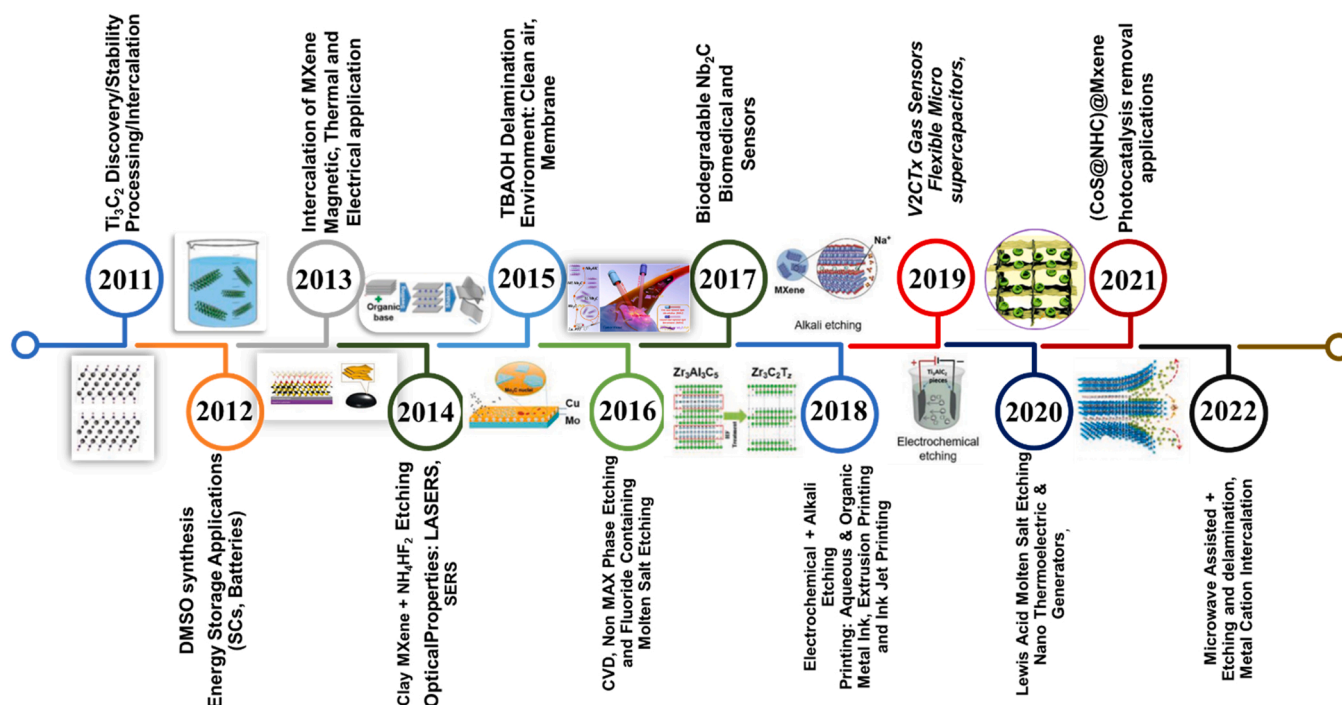 Ti₃C₂ Discovery/Stability
Processing/Intercalation
2011
DMSO synthesis
Energy Storage Applications
(SCs, Batteries)
2012
Intercalation of MXene
Magnetic, Thermal and
Electrical application
2013
Clay MXene + NH₄HF₂ Etching
OpticalProperties: LASERS,
SERS
2014
Organic
base
TBAOH Delamination
Environment: Clean air,
Membrane
2015
Cu
Mo
CVD, Non MAX Phase Etching
and Fluoride Containing
Molten Salt Etching
2016
Biodegradable Nb₂C
Biomedical and
Sensors
2017
Zr₃Al₃C₅
Zr₃C₂T𝓏
Treatment
MXene
Na⁺
Alkali etching
Electrochemical + Alkali
Etching
Printing: Aqueous & Organic
Metal Ink, Extrusion Printing
and Ink Jet Printing
2018
V2CTx Gas Sensors
Flexible Micro
supercapacitors,
2019
+ −
Ti₃AlC₂
pieces
Electrochemical
etching
Lewis Acid Molten Salt Etching
Nano Thermoelectric &
Generators,
2020
(CoS@NHC)@Mxene
Photocatalysis removal
applications
2021
Microwave Assisted +
Etching and delamination,
Metal Cation Intercalation
2022